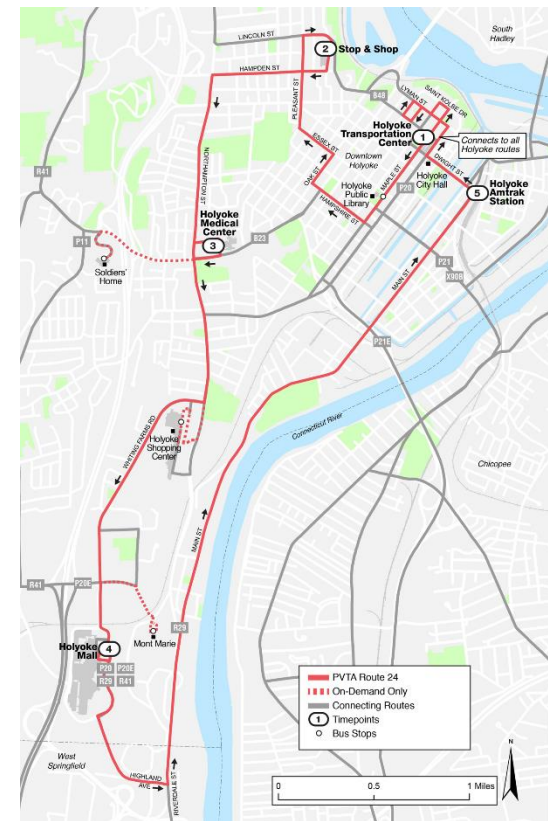 South
Hadley
LINCOLN ST
2
Stop & Shop
HAMPDEN ST
PLEASANT ST
B48
LYMAN ST
SAINT KOLBE DR
Holyoke
Transportation
Center
1
Connects to all
Holyoke routes
R41
NORTHAMPTON ST
ESSEX ST
Downtown
Holyoke
DWIGHT ST
Holyoke
City Hall
OAK ST
MAPLE ST
P20
5
Holyoke
Amtrak
Station
Holyoke
Public
Library
HAMPSHIRE ST
Holyoke
Medical
Center
3
B23
P11
Soldiers'
Home
P21
X90B
MAIN ST
P21E
Connecticut River
Chicopee
WHITING FARMS RD
Holyoke
Shopping
Center
MAIN ST
R41
P20E
R29
Mont Marie
Holyoke
Mall
4
P20
P20E
R29
R41
West
Springfield
HIGHLAND
AVE
RIVERDALE ST
PVTA Route 24
On-Demand Only
Connecting Routes
1
Timepoints
Bus Stops
N
0
0.5
1 Miles